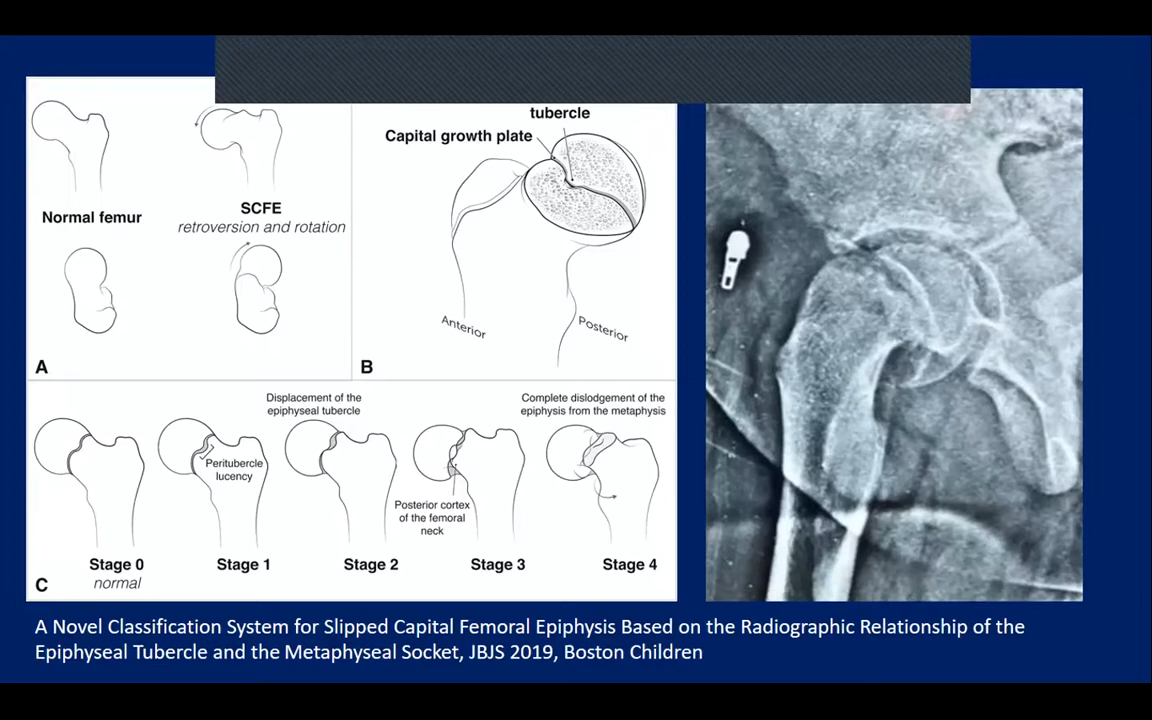 tubercle
Capital growth plate
Normal femur
SCFE
retroversion and rotation
Anterior
Posterior
A
B
Displacement of the
epiphyseal tubercle
Complete dislodgement of the
epiphysis from the metaphysis
Peritubercle
lucency
Posterior cortex
of the femoral
neck
Stage 0
normal
Stage 1
Stage 2
Stage 3
Stage 4
C
A Novel Classification System for Slipped Capital Femoral Epiphysis Based on the Radiographic Relationship of the
Epiphyseal Tubercle and the Metaphyseal Socket, JBJS 2019, Boston Children